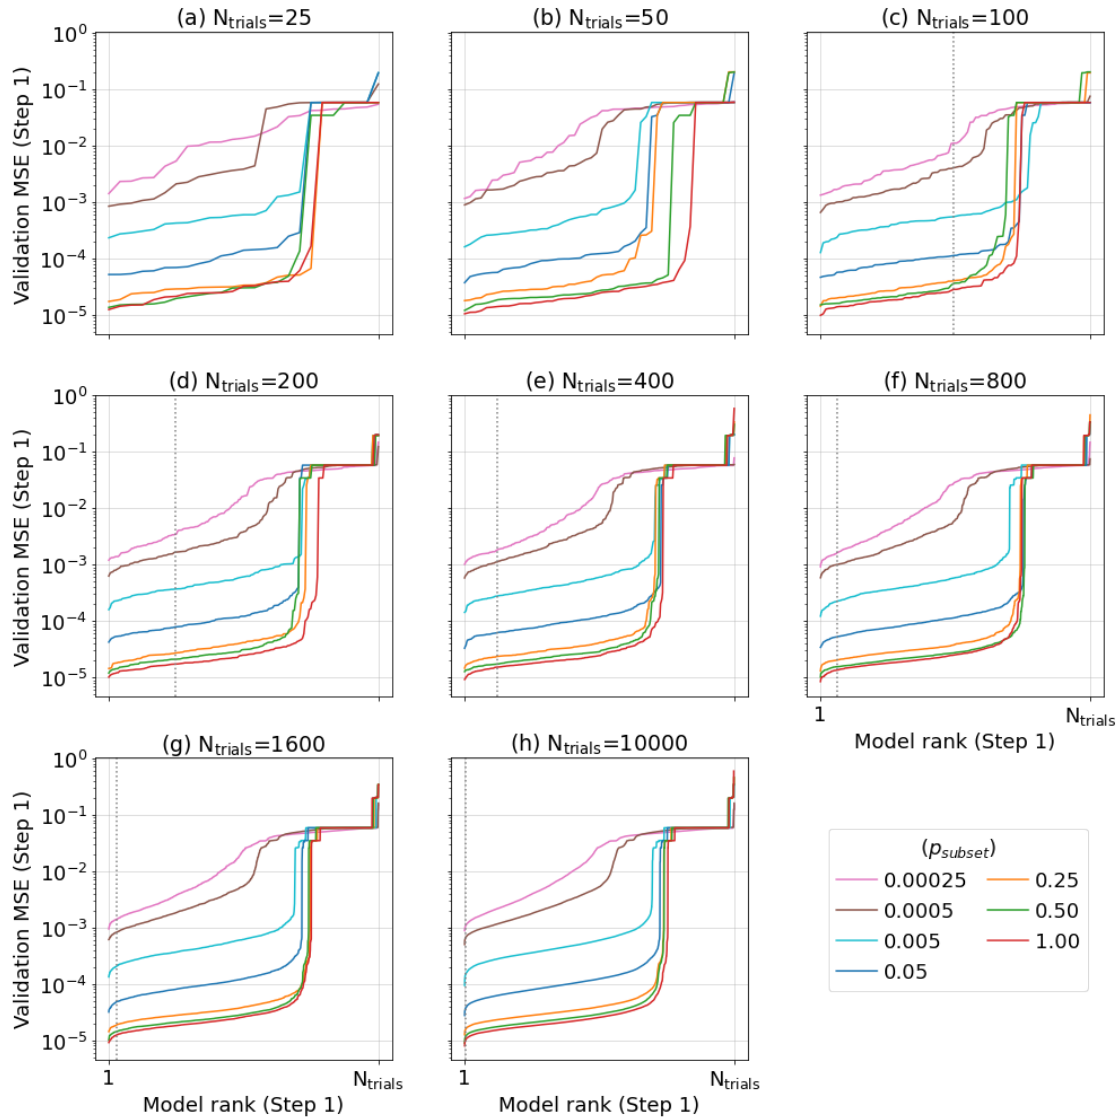 (a) N_trials=25
(b) N_trials=50
(c) N_trials=100
Validation MSE (Step 1)
10^0
10^-1
10^-2
10^-3
10^-4
10^-5
(d) N_trials=200
(e) N_trials=400
(f) N_trials=800
Validation MSE (Step 1)
10^0
10^-1
10^-2
10^-3
10^-4
10^-5
1
N_trials
Model rank (Step 1)
(g) N_trials=1600
(h) N_trials=10000
Validation MSE (Step 1)
10^0
10^-1
10^-2
10^-3
10^-4
10^-5
1
N_trials
Model rank (Step 1)
1
N_trials
Model rank (Step 1)
(p_subset)
0.00025
0.0005
0.005
0.05
0.25
0.50
1.00